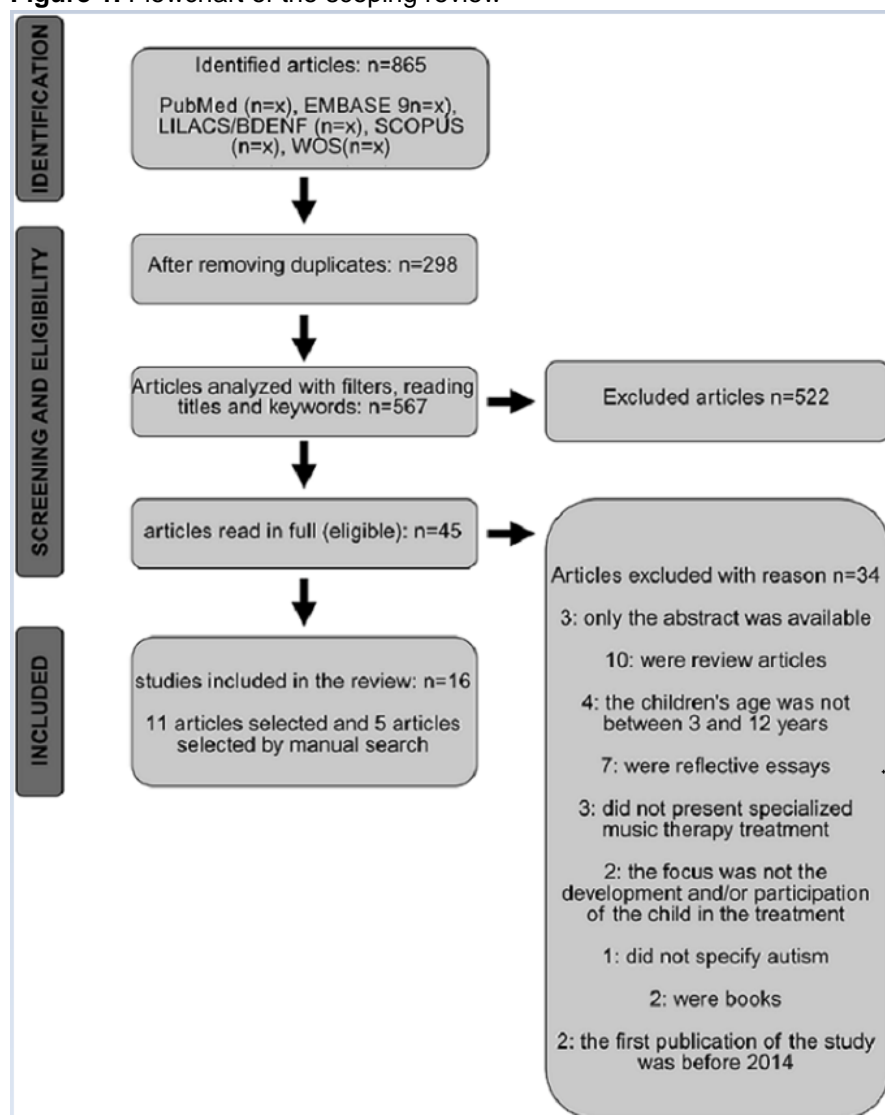 Figure 1. Flowchart of the scoping review
IDENTIFICATION
Identified articles: n=865
PubMed (n=x), EMBASE 9n=x),
LILACS/BDENF (n=x), SCOPUS
(n=x), WOS(n=x)
SCREENING AND ELIGIBILITY
After removing duplicates: n=298
Articles analyzed with filters, reading
titles and keywords: n=567
Excluded articles n=522
articles read in full (eligible): n=45
Articles excluded with reason n=34
3: only the abstract was available
10: were review articles
4: the children's age was not
between 3 and 12 years
7: were reflective essays
3: did not present specialized
music therapy treatment
2: the focus was not the
development and/or participation
of the child in the treatment
1: did not specify autism
2: were books
2: the first publication of the study
was before 2014
INCLUDED
studies included in the review: n=16
11 articles selected and 5 articles
selected by manual search
.